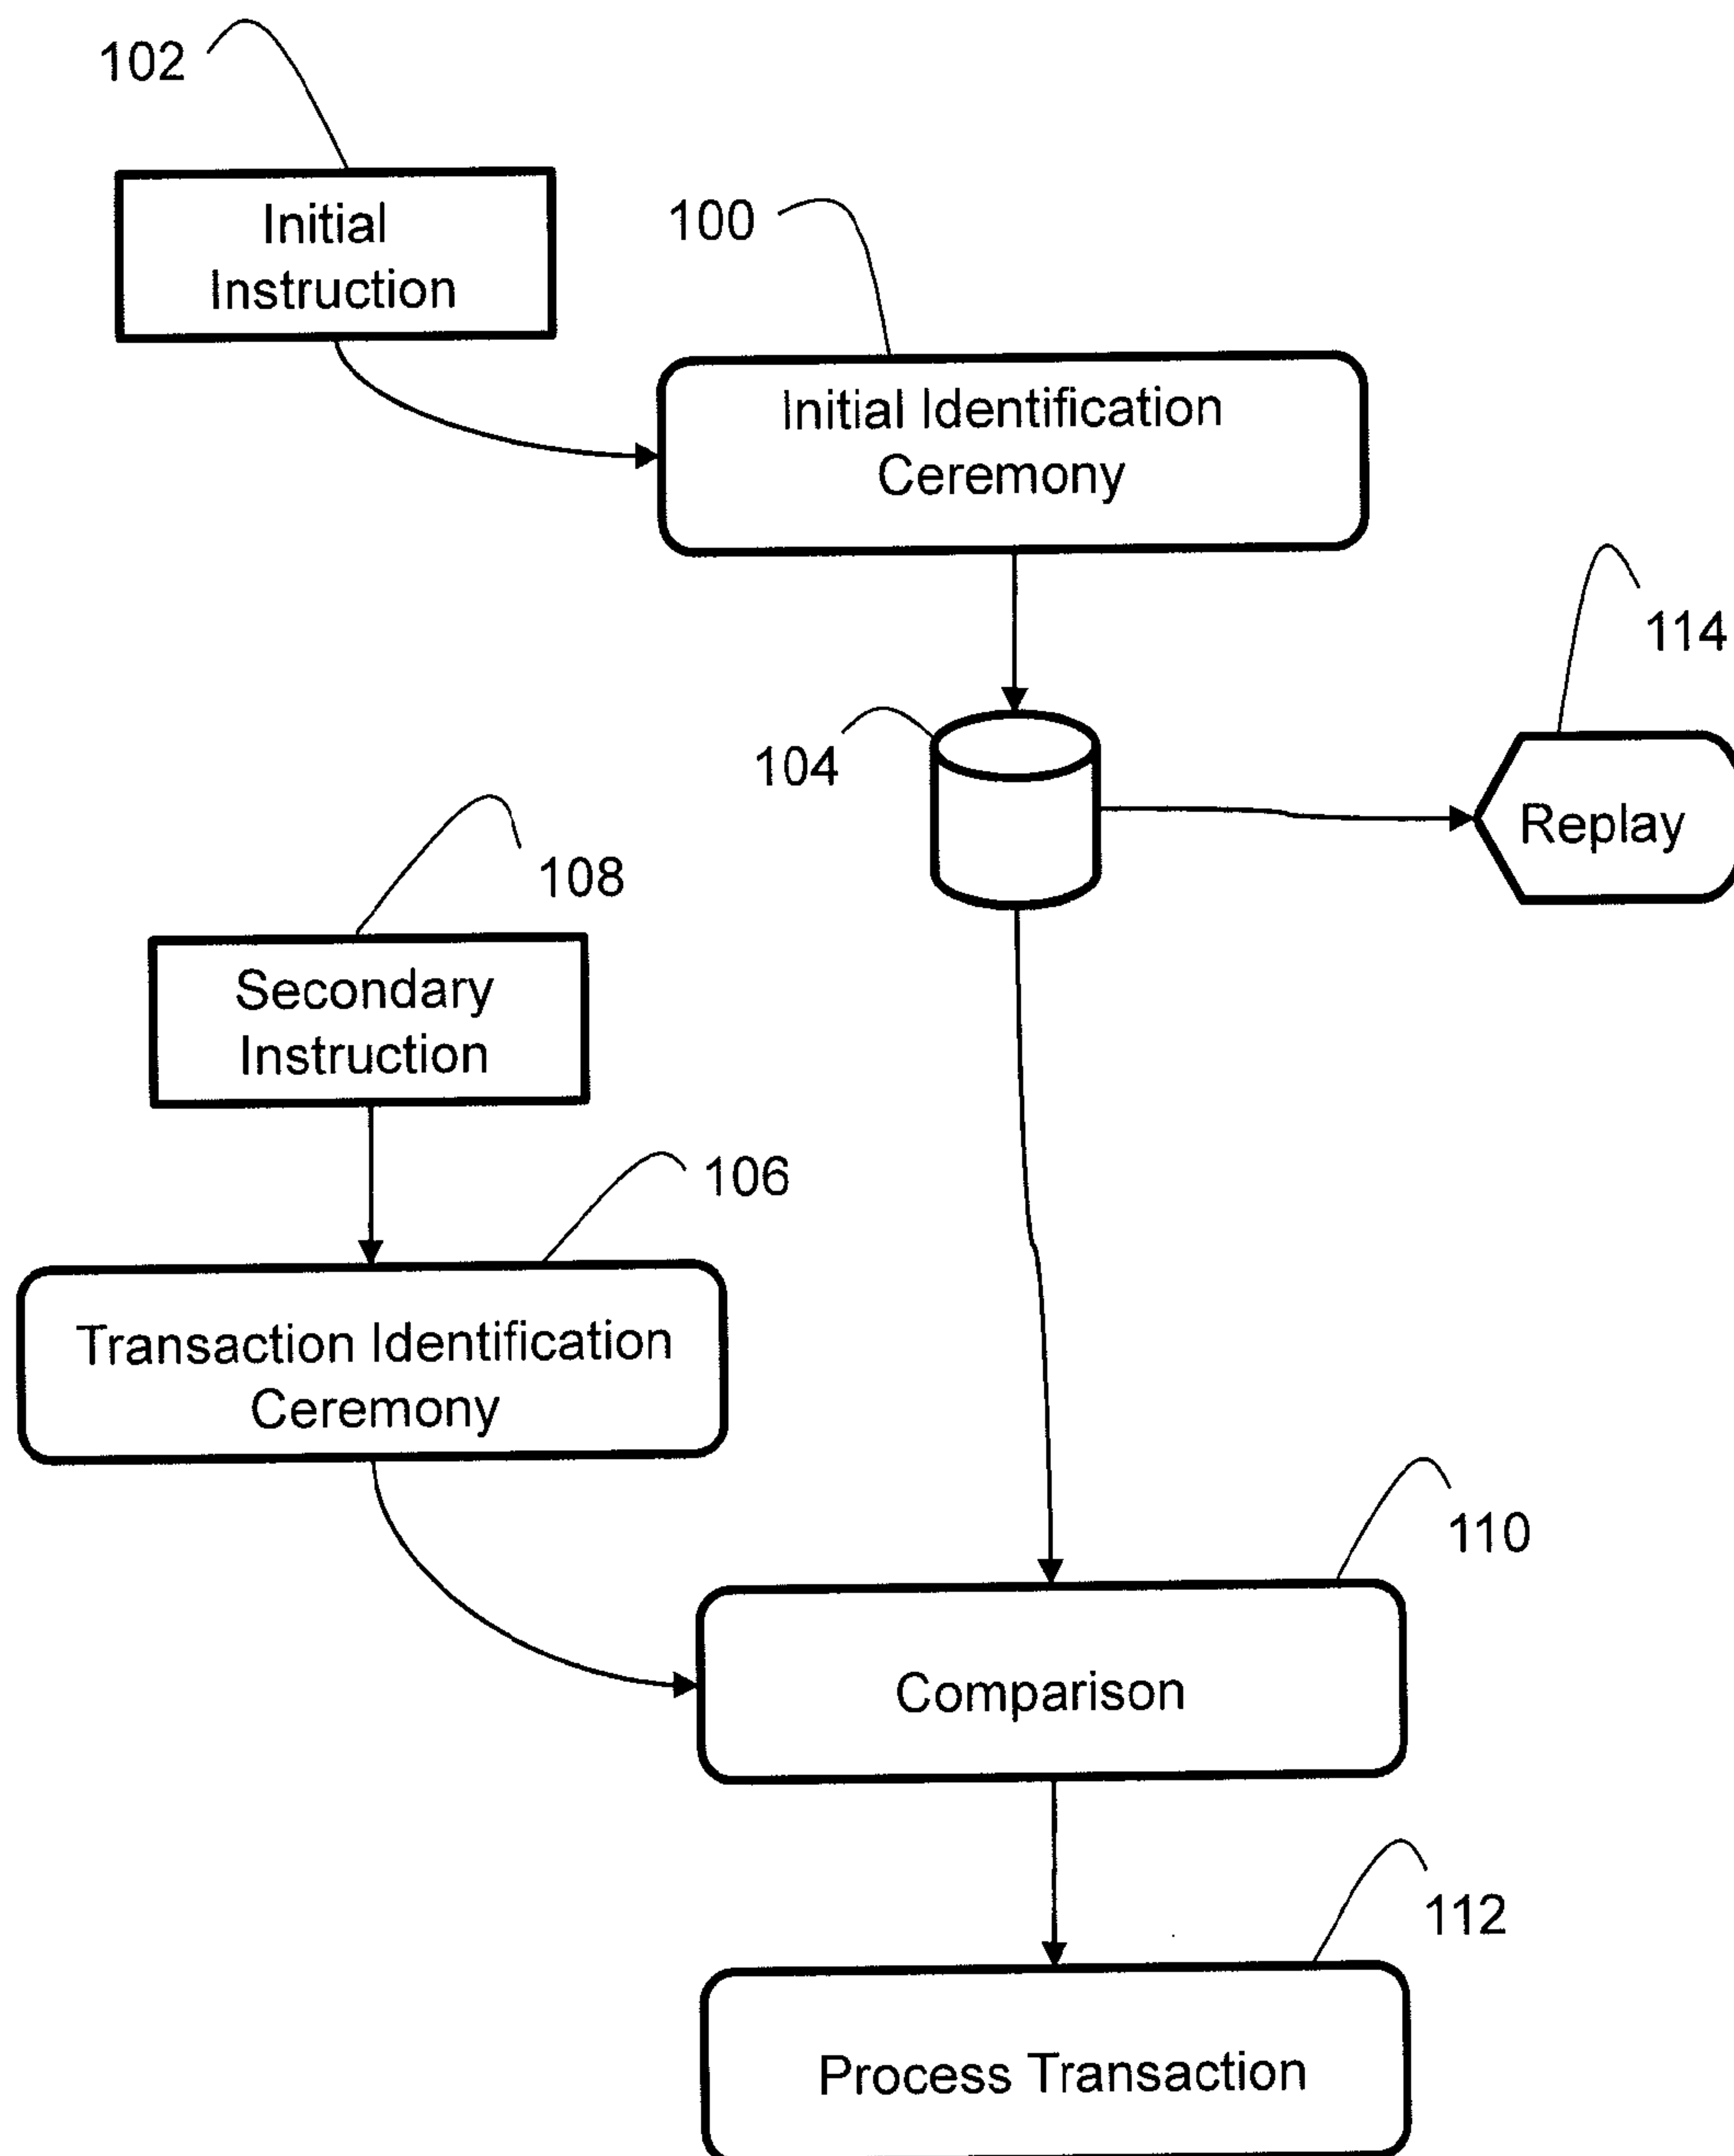 102
Initial
Instruction
100
Initial Identification
Ceremony
114
104
Replay
108
Secondary
Instruction
106
Transaction Identification
Ceremony
110
Comparison
112
Process Transaction